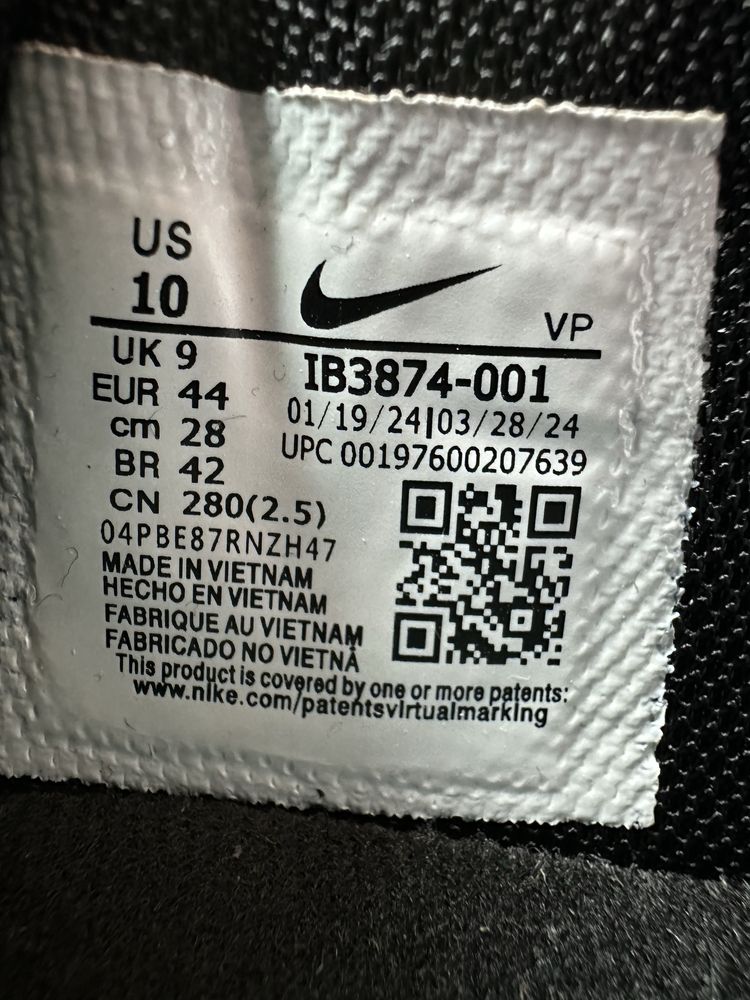 US
10
VP
UK 9
EUR 44
cm 28
BR 42
CN 280(2.5)
IB3874-001
01/19/24|03/28/24
UPC 00197600207639
04PBE87RNZH47
MADE IN VIETNAM
HECHO EN VIETNAM
FABRIQUE AU VIETNAM
FABRICADO NO VIETNÃ
This product is covered by one or more patents:
www.nike.com/patentsvirtualmarking